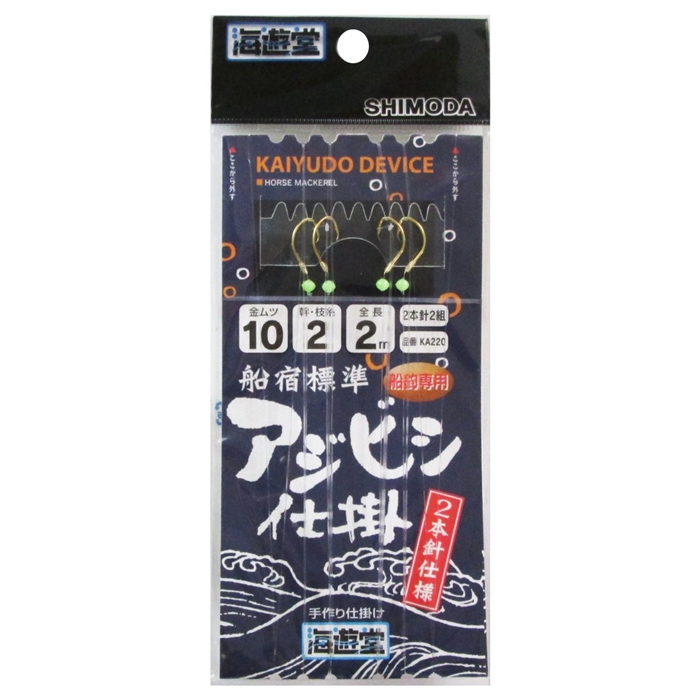 海遊堂
SHIMODA
KAIYUDO DEVICE
HORSE MACKEREL
ここから外す
ここから外す
金ムツ 幹・枝糸 全長 2本針2組
10 2 2m 品番 KA220
船宿標準 船釣専用
アジビシ
仕掛
2本針仕様
手作り仕掛け
海遊堂